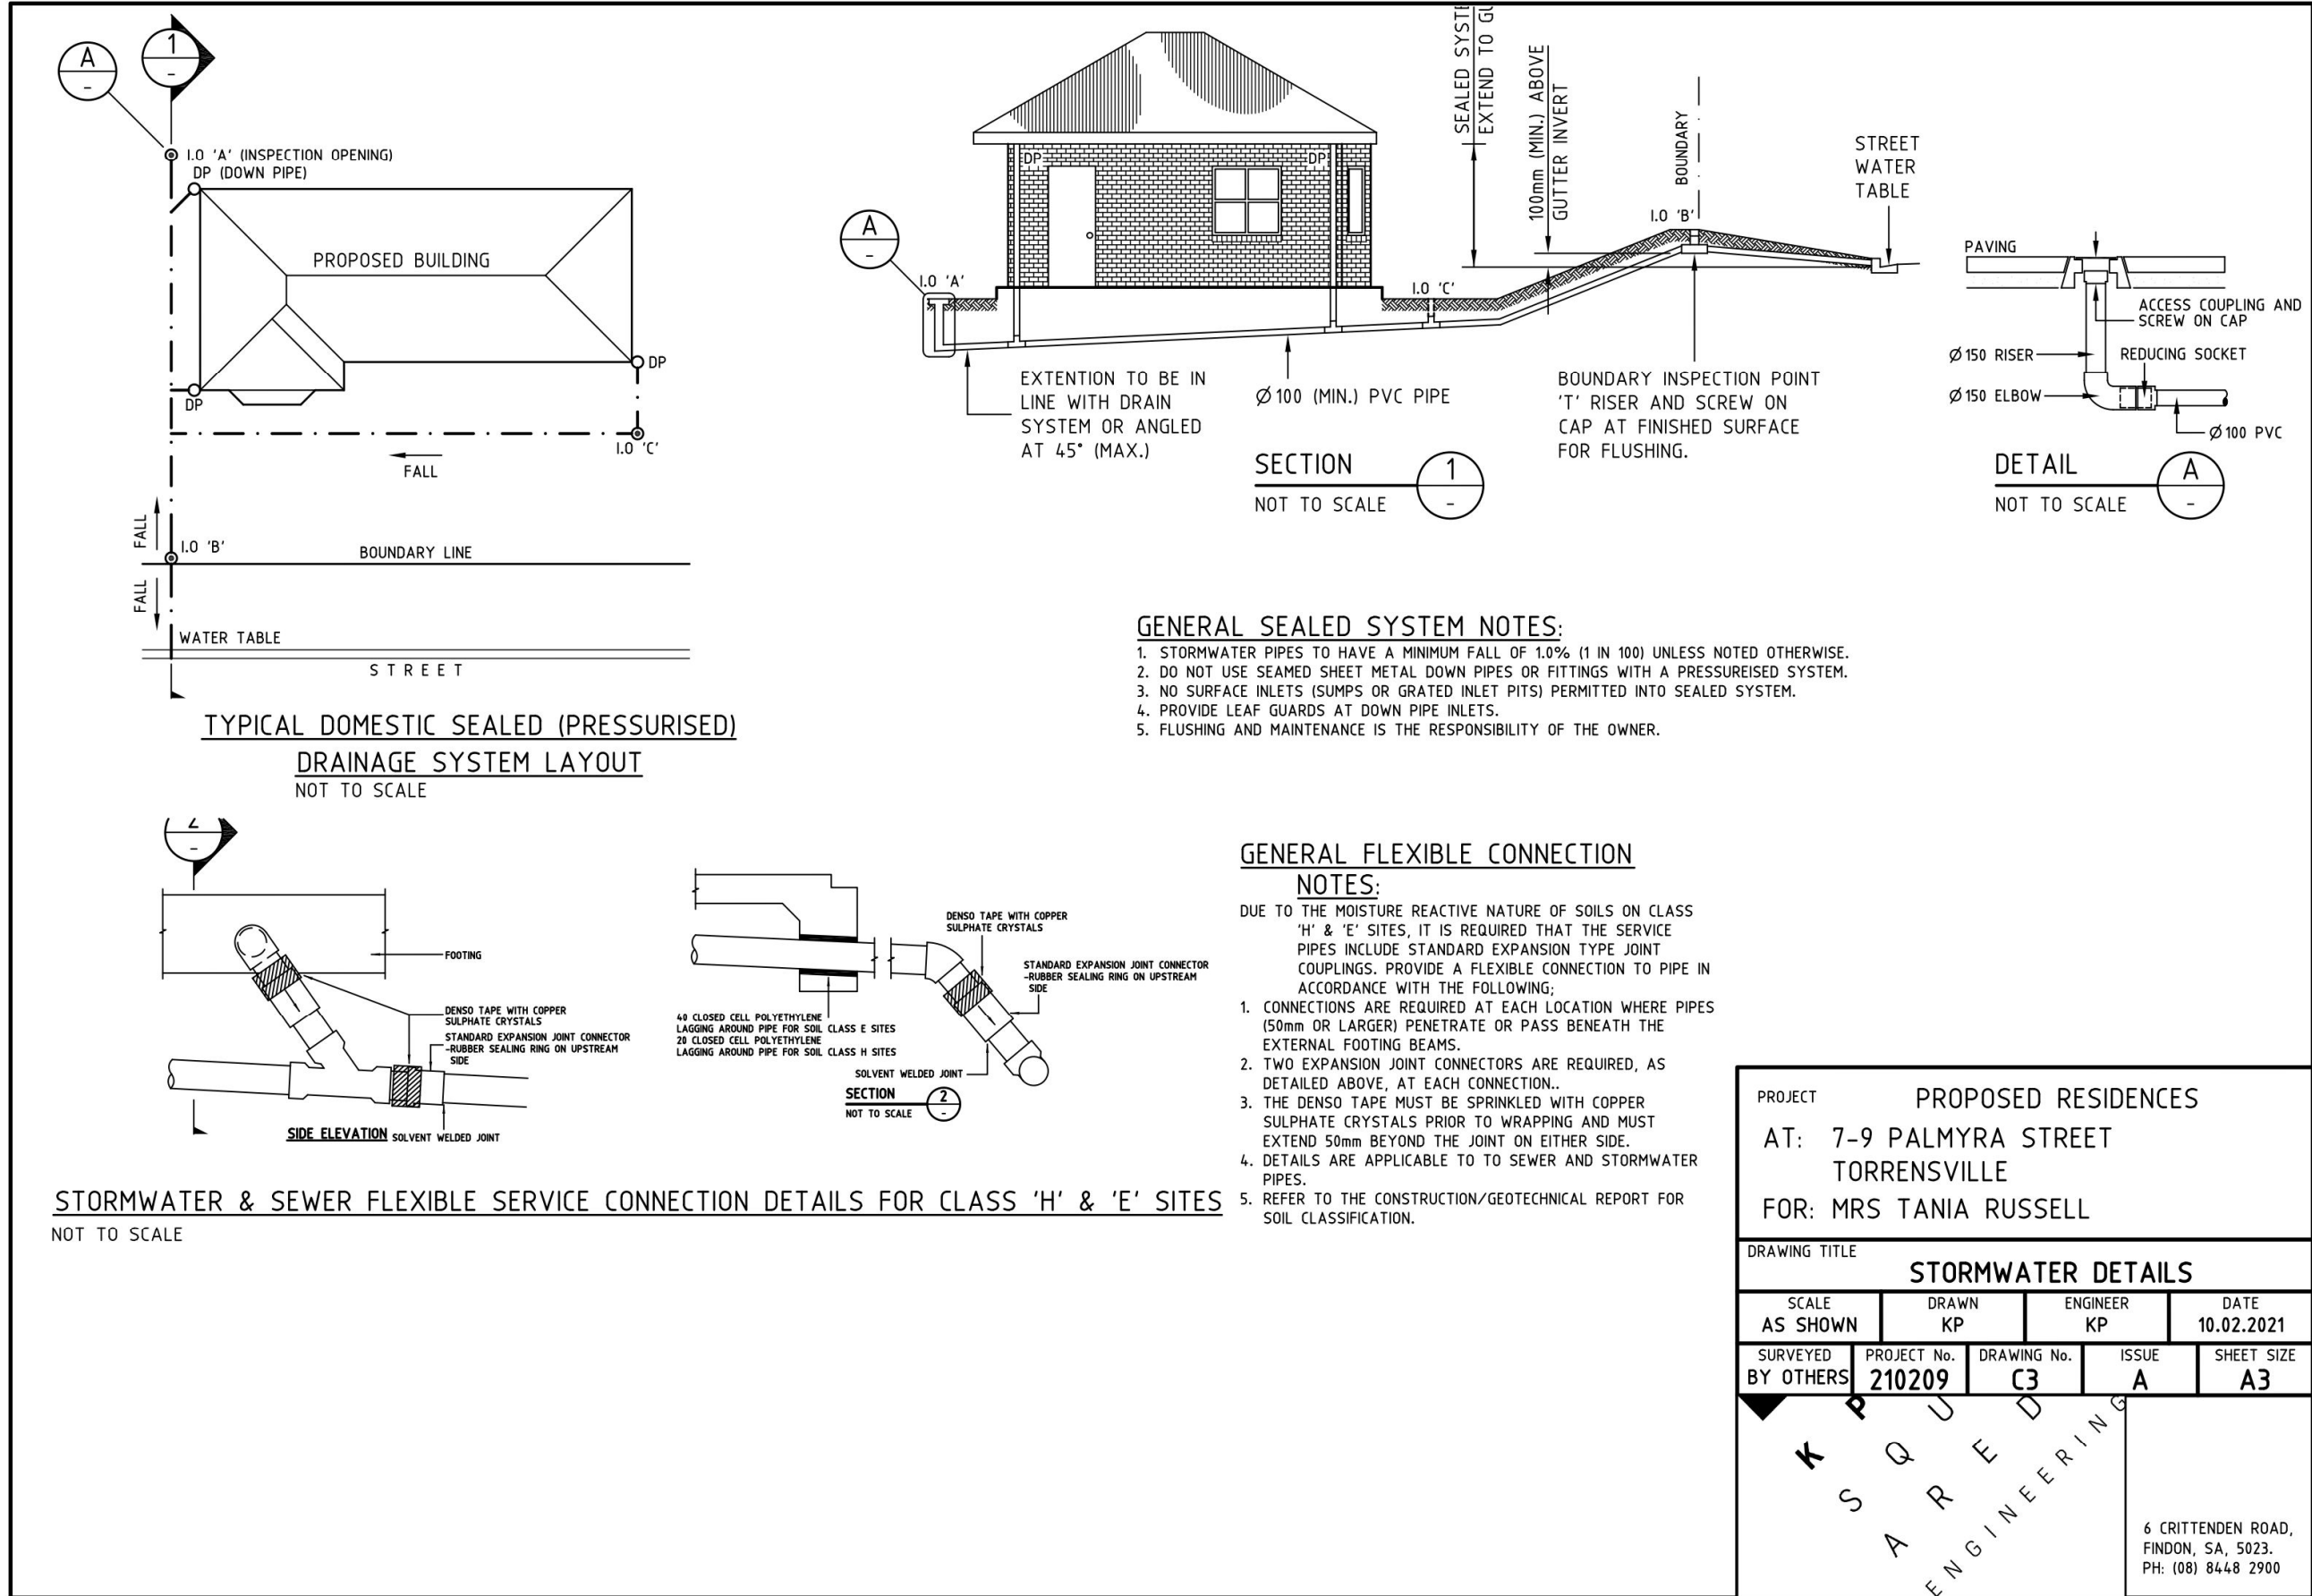 A
-
1
-
I.O 'A' (INSPECTION OPENING)
DP (DOWN PIPE)
PROPOSED BUILDING
DP
DP
I.O 'C'
FALL
FALL
I.O 'B'
BOUNDARY LINE
FALL
WATER TABLE
STREET
TYPICAL DOMESTIC SEALED (PRESSURISED)
DRAINAGE SYSTEM LAYOUT
NOT TO SCALE
A
-
I.O 'A'
DP
DP
I.O 'C'
SEALED
EXTEND TO
100mm (MIN.) ABOVE
GUTTER INVERT
BOUNDARY
I.O 'B'
STREET
WATER
TABLE
EXTENTION TO BE IN
LINE WITH DRAIN
SYSTEM OR ANGLED
AT 45° (MAX.)
Ø100 (MIN.) PVC PIPE
BOUNDARY INSPECTION POINT
'T' RISER AND SCREW ON
CAP AT FINISHED SURFACE
FOR FLUSHING.
SECTION
1
-
NOT TO SCALE
PAVING
ACCESS COUPLING AND
SCREW ON CAP
Ø150 RISER
REDUCING SOCKET
Ø150 ELBOW
Ø100 PVC
DETAIL
A
-
NOT TO SCALE
GENERAL SEALED SYSTEM NOTES:
1. STORMWATER PIPES TO HAVE A MINIMUM FALL OF 1.0% (1 IN 100) UNLESS NOTED OTHERWISE.
2. DO NOT USE SEAMED SHEET METAL DOWN PIPES OR FITTINGS WITH A PRESSUREISED SYSTEM.
3. NO SURFACE INLETS (SUMPS OR GRATED INLET PITS) PERMITTED INTO SEALED SYSTEM.
4. PROVIDE LEAF GUARDS AT DOWN PIPE INLETS.
5. FLUSHING AND MAINTENANCE IS THE RESPONSIBILITY OF THE OWNER.
-
FOOTING
DENSO TAPE WITH COPPER
SULPHATE CRYSTALS
STANDARD EXPANSION JOINT CONNECTOR
-RUBBER SEALING RING ON UPSTREAM
SIDE
SIDE ELEVATION
SOLVENT WELDED JOINT
DENSO TAPE WITH COPPER
SULPHATE CRYSTALS
STANDARD EXPANSION JOINT CONNECTOR
-RUBBER SEALING RING ON UPSTREAM
SIDE
40 CLOSED CELL POLYETHYLENE
LAGGING AROUND PIPE FOR SOIL CLASS E SITES
20 CLOSED CELL POLYETHYLENE
LAGGING AROUND PIPE FOR SOIL CLASS H SITES
SOLVENT WELDED JOINT
SECTION
2
-
NOT TO SCALE
STORMWATER & SEWER FLEXIBLE SERVICE CONNECTION DETAILS FOR CLASS 'H' & 'E' SITES
NOT TO SCALE
GENERAL FLEXIBLE CONNECTION
NOTES:
DUE TO THE MOISTURE REACTIVE NATURE OF SOILS ON CLASS
'H' & 'E' SITES, IT IS REQUIRED THAT THE SERVICE
PIPES INCLUDE STANDARD EXPANSION TYPE JOINT
COUPLINGS. PROVIDE A FLEXIBLE CONNECTION TO PIPE IN
ACCORDANCE WITH THE FOLLOWING;
1. CONNECTIONS ARE REQUIRED AT EACH LOCATION WHERE PIPES
(50mm OR LARGER) PENETRATE OR PASS BENEATH THE
EXTERNAL FOOTING BEAMS.
2. TWO EXPANSION JOINT CONNECTORS ARE REQUIRED, AS
DETAILED ABOVE, AT EACH CONNECTION..
3. THE DENSO TAPE MUST BE SPRINKLED WITH COPPER
SULPHATE CRYSTALS PRIOR TO WRAPPING AND MUST
EXTEND 50mm BEYOND THE JOINT ON EITHER SIDE.
4. DETAILS ARE APPLICABLE TO TO SEWER AND STORMWATER
PIPES.
5. REFER TO THE CONSTRUCTION/GEOTECHNICAL REPORT FOR
SOIL CLASSIFICATION.
PROJECT
PROPOSED RESIDENCES
AT: 7-9 PALMYRA STREET
TORRENSVILLE
FOR: MRS TANIA RUSSELL
DRAWING TITLE
STORMWATER DETAILS
SCALE
AS SHOWN
DRAWN
KP
ENGINEER
KP
DATE
10.02.2021
SURVEYED
BY OTHERS
PROJECT No.
210209
DRAWING No.
C3
ISSUE
A
SHEET SIZE
A3
KP
SQUARED
ENGINEERING
6 CRITTENDEN ROAD,
FINDON, SA, 5023.
PH: (08) 8448 2900